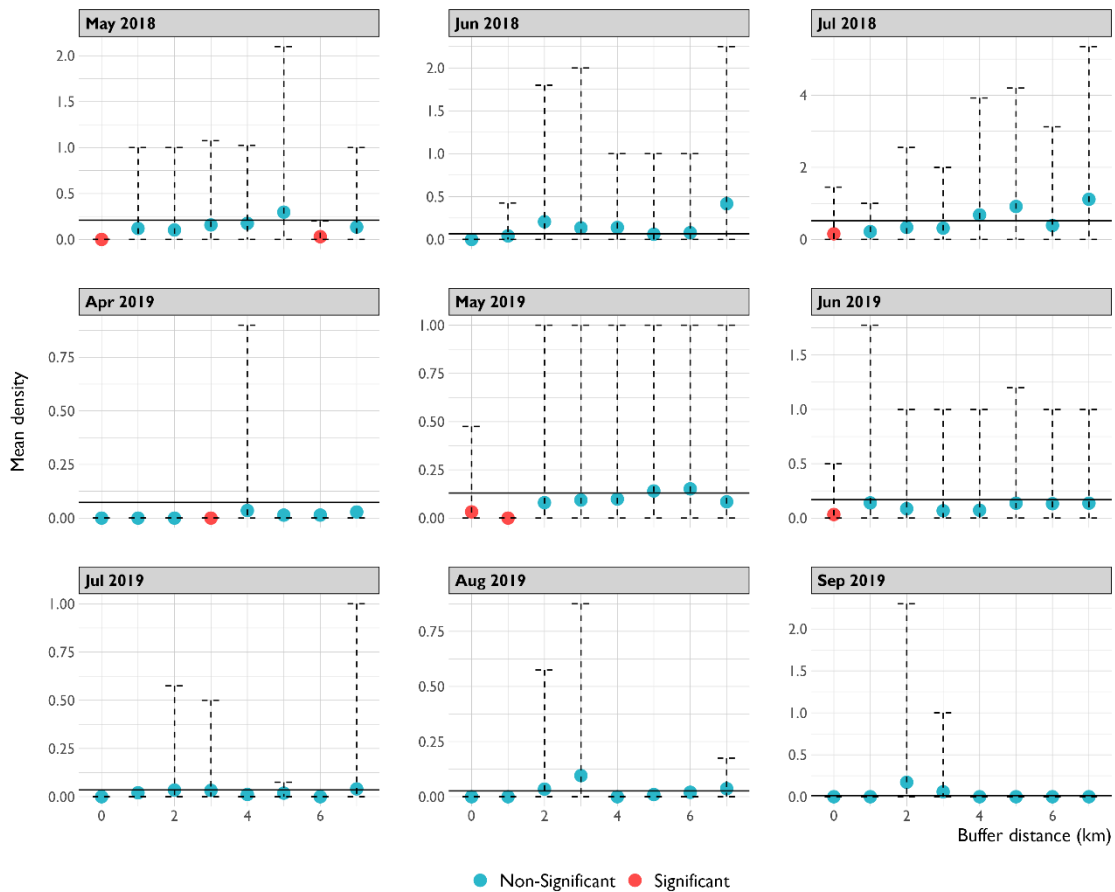 May 2018
Jun 2018
Jul 2018
2.0
1.5
1.0
0.5
0.0
2.0
1.5
1.0
0.5
0.0
4
2
0
Apr 2019
May 2019
Jun 2019
0.75
0.50
0.25
0.00
1.00
0.75
0.50
0.25
0.00
1.5
1.0
0.5
0.0
Mean density
Jul 2019
Aug 2019
Sep 2019
1.00
0.75
0.50
0.25
0.00
0.75
0.50
0.25
0.00
2.0
1.5
1.0
0.5
0.0
0 2 4 6
0 2 4 6
0 2 4 6
Buffer distance (km)
Non-Significant Significant